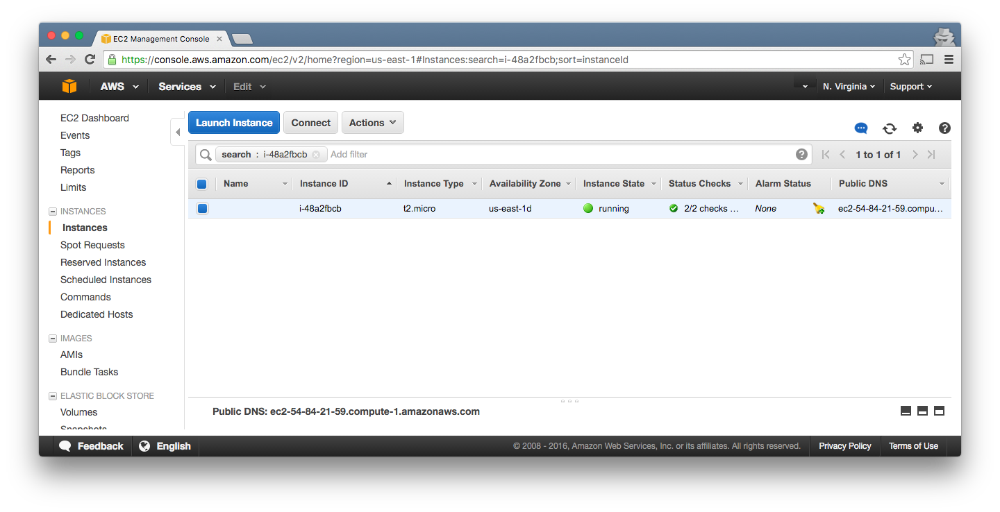 EC2 Management Console
https://console.aws.amazon.com/ec2/v2/home?region=us-east-1#Instances:search=i-48a2fbcb;sort=instanceId
AWS Services Edit N. Virginia Support
EC2 Dashboard
Events
Tags
Reports
Limits
INSTANCES
Instances
Spot Requests
Reserved Instances
Scheduled Instances
Commands
Dedicated Hosts
IMAGES
AMIs
Bundle Tasks
ELASTIC BLOCK STORE
Volumes
Snapshots
Launch Instance Connect Actions
search : i-48a2fbcb Add filter 1 to 1 of 1
Name Instance ID Instance Type Availability Zone Instance State Status Checks Alarm Status Public DNS
i-48a2fbcb t2.micro us-east-1d running 2/2 checks ... None ec2-54-84-21-59.compu...
Public DNS: ec2-54-84-21-59.compute-1.amazonaws.com
Feedback English © 2008 - 2016, Amazon Web Services, Inc. or its affiliates. All rights reserved. Privacy Policy Terms of Use